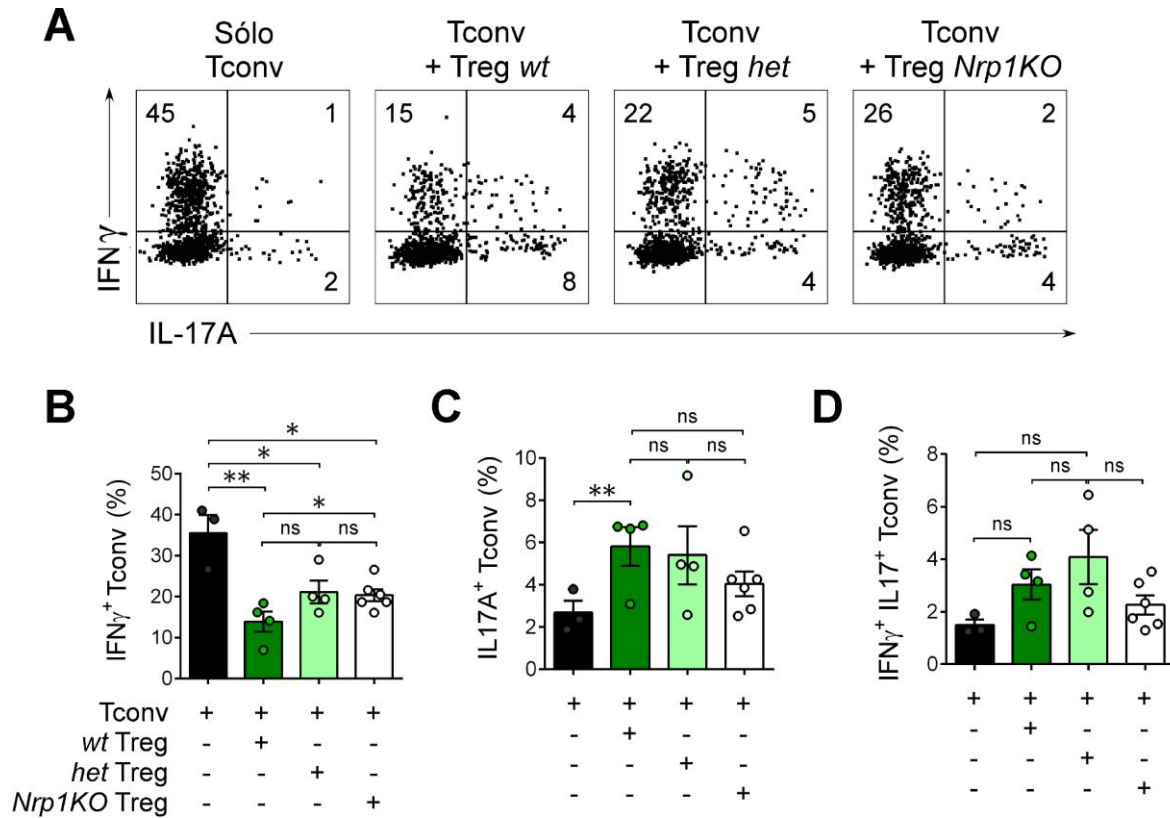 A
Sólo
Tconv
Tconv
+ Treg wt
Tconv
+ Treg het
Tconv
+ Treg Nrp1KO
45
1
2
15
4
8
22
5
4
26
2
4
IFNγ
IL-17A
B
IFNγ+ Tconv (%)
50
40
30
20
10
0
*
*
**
*
ns
ns
Tconv + + + +
wt Treg - + - -
het Treg - - + -
Nrp1KO Treg - - - +
C
IL17A+ Tconv (%)
10
8
6
4
2
0
ns
ns
ns
**
+ + + +
- + - -
- - + -
- - - +
D
IFNγ+ IL17+ Tconv (%)
8
6
4
2
0
ns
ns
ns
ns
+ + + +
- + - -
- - + -
- - - +